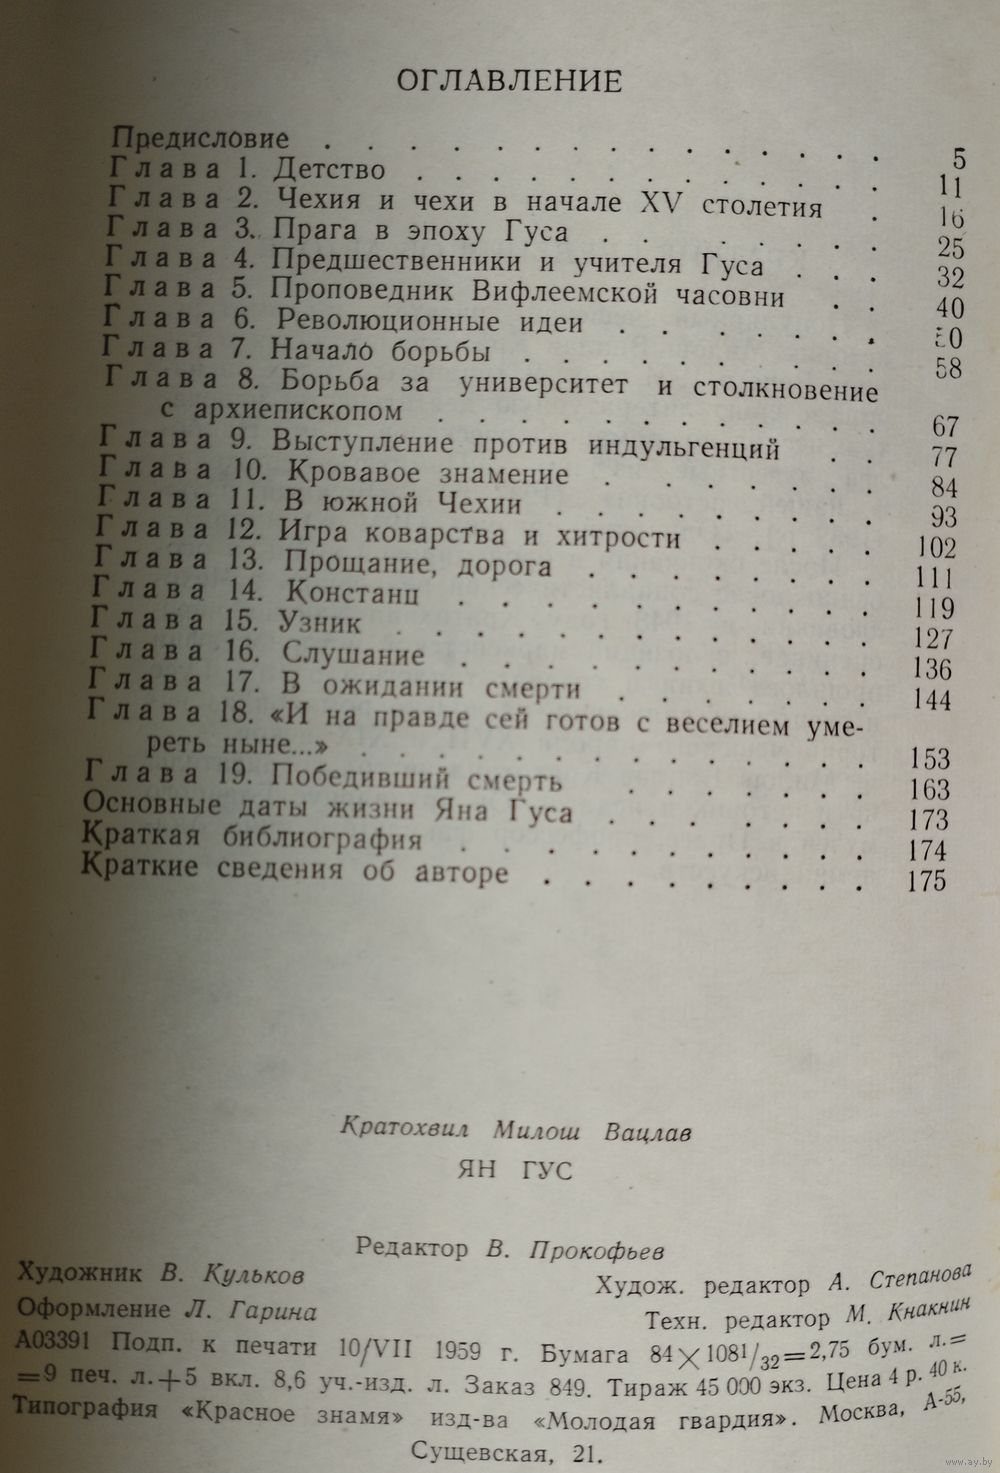 ОГЛАВЛЕНИЕ
Предисловие . . . . . . . . . . . . . . 5
Глава 1. Детство . . . . . . . . . . . . 11
Глава 2. Чехия и чехи в начале XV столетия . 16
Глава 3. Прага в эпоху Гуса . . . . . . . 25
Глава 4. Предшественники и учителя Гуса . . . 32
Глава 5. Проповедник Вифлеемской часовни . . 40
Глава 6. Революционные идеи . . . . . . . 50
Глава 7. Начало борьбы . . . . . . . . . 58
Глава 8. Борьба за университет и столкновение
с архиепископом . . . . . . . . . . . 67
Глава 9. Выступление против индульгенций . . 77
Глава 10. Кровавое знамение . . . . . . . 84
Глава 11. В южной Чехии . . . . . . . . . 93
Глава 12. Игра коварства и хитрости . . . . . 102
Глава 13. Прощание, дорога . . . . . . . . 111
Глава 14. Констанц . . . . . . . . . . . 119
Глава 15. Узник . . . . . . . . . . . . 127
Глава 16. Слушание . . . . . . . . . . . 136
Глава 17. В ожидании смерти . . . . . . . 144
Глава 18. «И на правде сей готов с веселием уме-
реть ныне...» . . . . . . . . . . . . 153
Глава 19. Победивший смерть . . . . . . . 163
Основные даты жизни Яна Гуса . . . . . . . 173
Краткая библиография . . . . . . . . . . . 174
Краткие сведения об авторе . . . . . . . . . 175
Кратохвил Милош Вацлав
ЯН ГУС
Редактор В. Прокофьев
Художник В. Кульков Худож. редактор А. Степанова
Оформление Л. Гарина Техн. редактор М. Кнакнин
А03391 Подп. к печати 10/VII 1959 г. Бумага 84×1081/32=2,75 бум. л.=
=9 печ. л.+5 вкл. 8,6 уч.-изд. л. Заказ 849. Тираж 45 000 экз. Цена 4 р. 40 к.
Типография «Красное знамя» изд-ва «Молодая гвардия». Москва, А-55,
Сущевская, 21.
www.ay.by